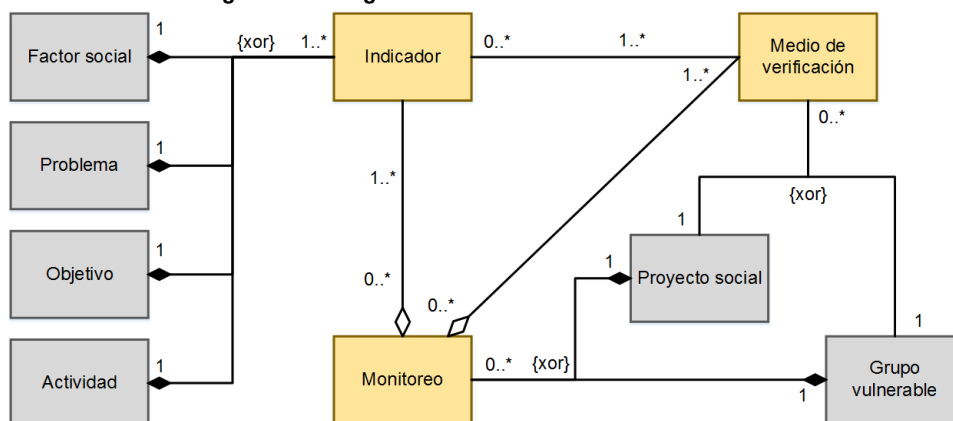 1
{xor}
1..*
0..*
1..*
Factor social
Indicador
Medio de
verificación
1..*
0..*
1
Problema
1..*
{xor}
1
1
Objetivo
1
Proyecto social
0..*
0..*
1
1
Actividad
Monitoreo
0..*
{xor}
1
Grupo
vulnerable